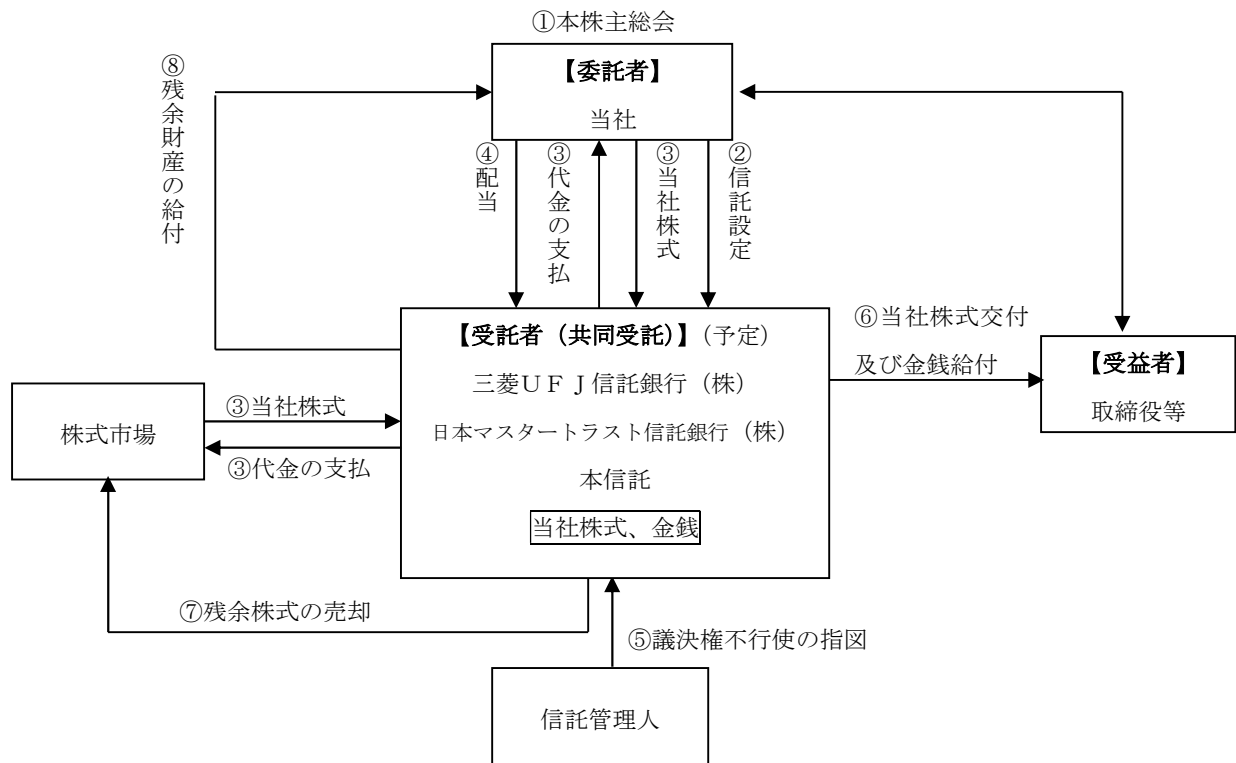 ①本株主総会
【委託者】
当社
⑧残余財産の給付
④配当
③代金の支払
③当社株式
②信託設定
【受託者（共同受託）】（予定）
三菱ＵＦＪ信託銀行（株）
日本マスタートラスト信託銀行（株）
本信託
当社株式、金銭
⑥当社株式交付
及び金銭給付
【受益者】
取締役等
株式市場
③当社株式
③代金の支払
⑦残余株式の売却
⑤議決権不行使の指図
信託管理人